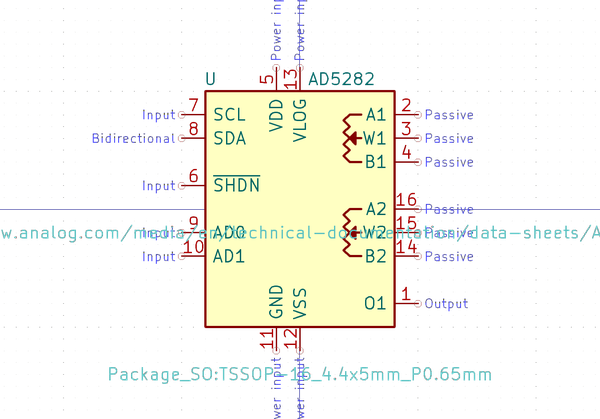 Power in
Power in
U
AD5282
5
13
VDD
VLOG
Input 7 SCL
Bidirectional 8 SDA
Input 6 SHDN
Input 9 AD0
Input 10 AD1
A1 2 Passive
W1 3 Passive
B1 4 Passive
A2 16 Passive
W2 15 Passive
B2 14 Passive
O1 1 Output
w.analog.com/media/en/technical-documentation/data-sheets/A
GND
VSS
11
12
wer input
wer input
Package_SO:TSSOP-16_4.4x5mm_P0.65mm